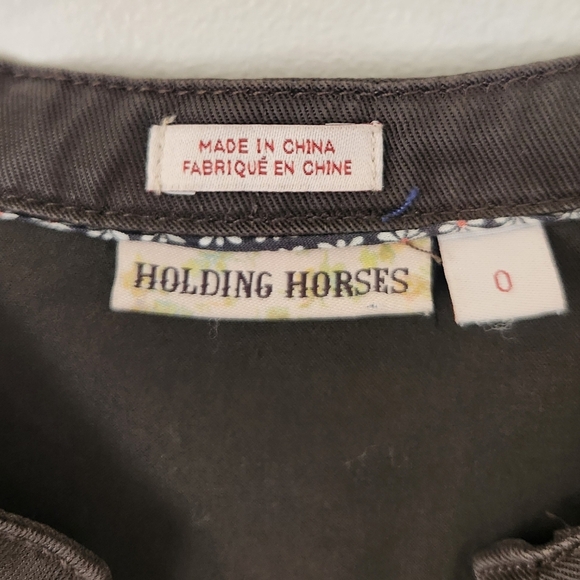 MADE IN CHINA
FABRIQUÉ EN CHINE
HOLDING HORSES
0